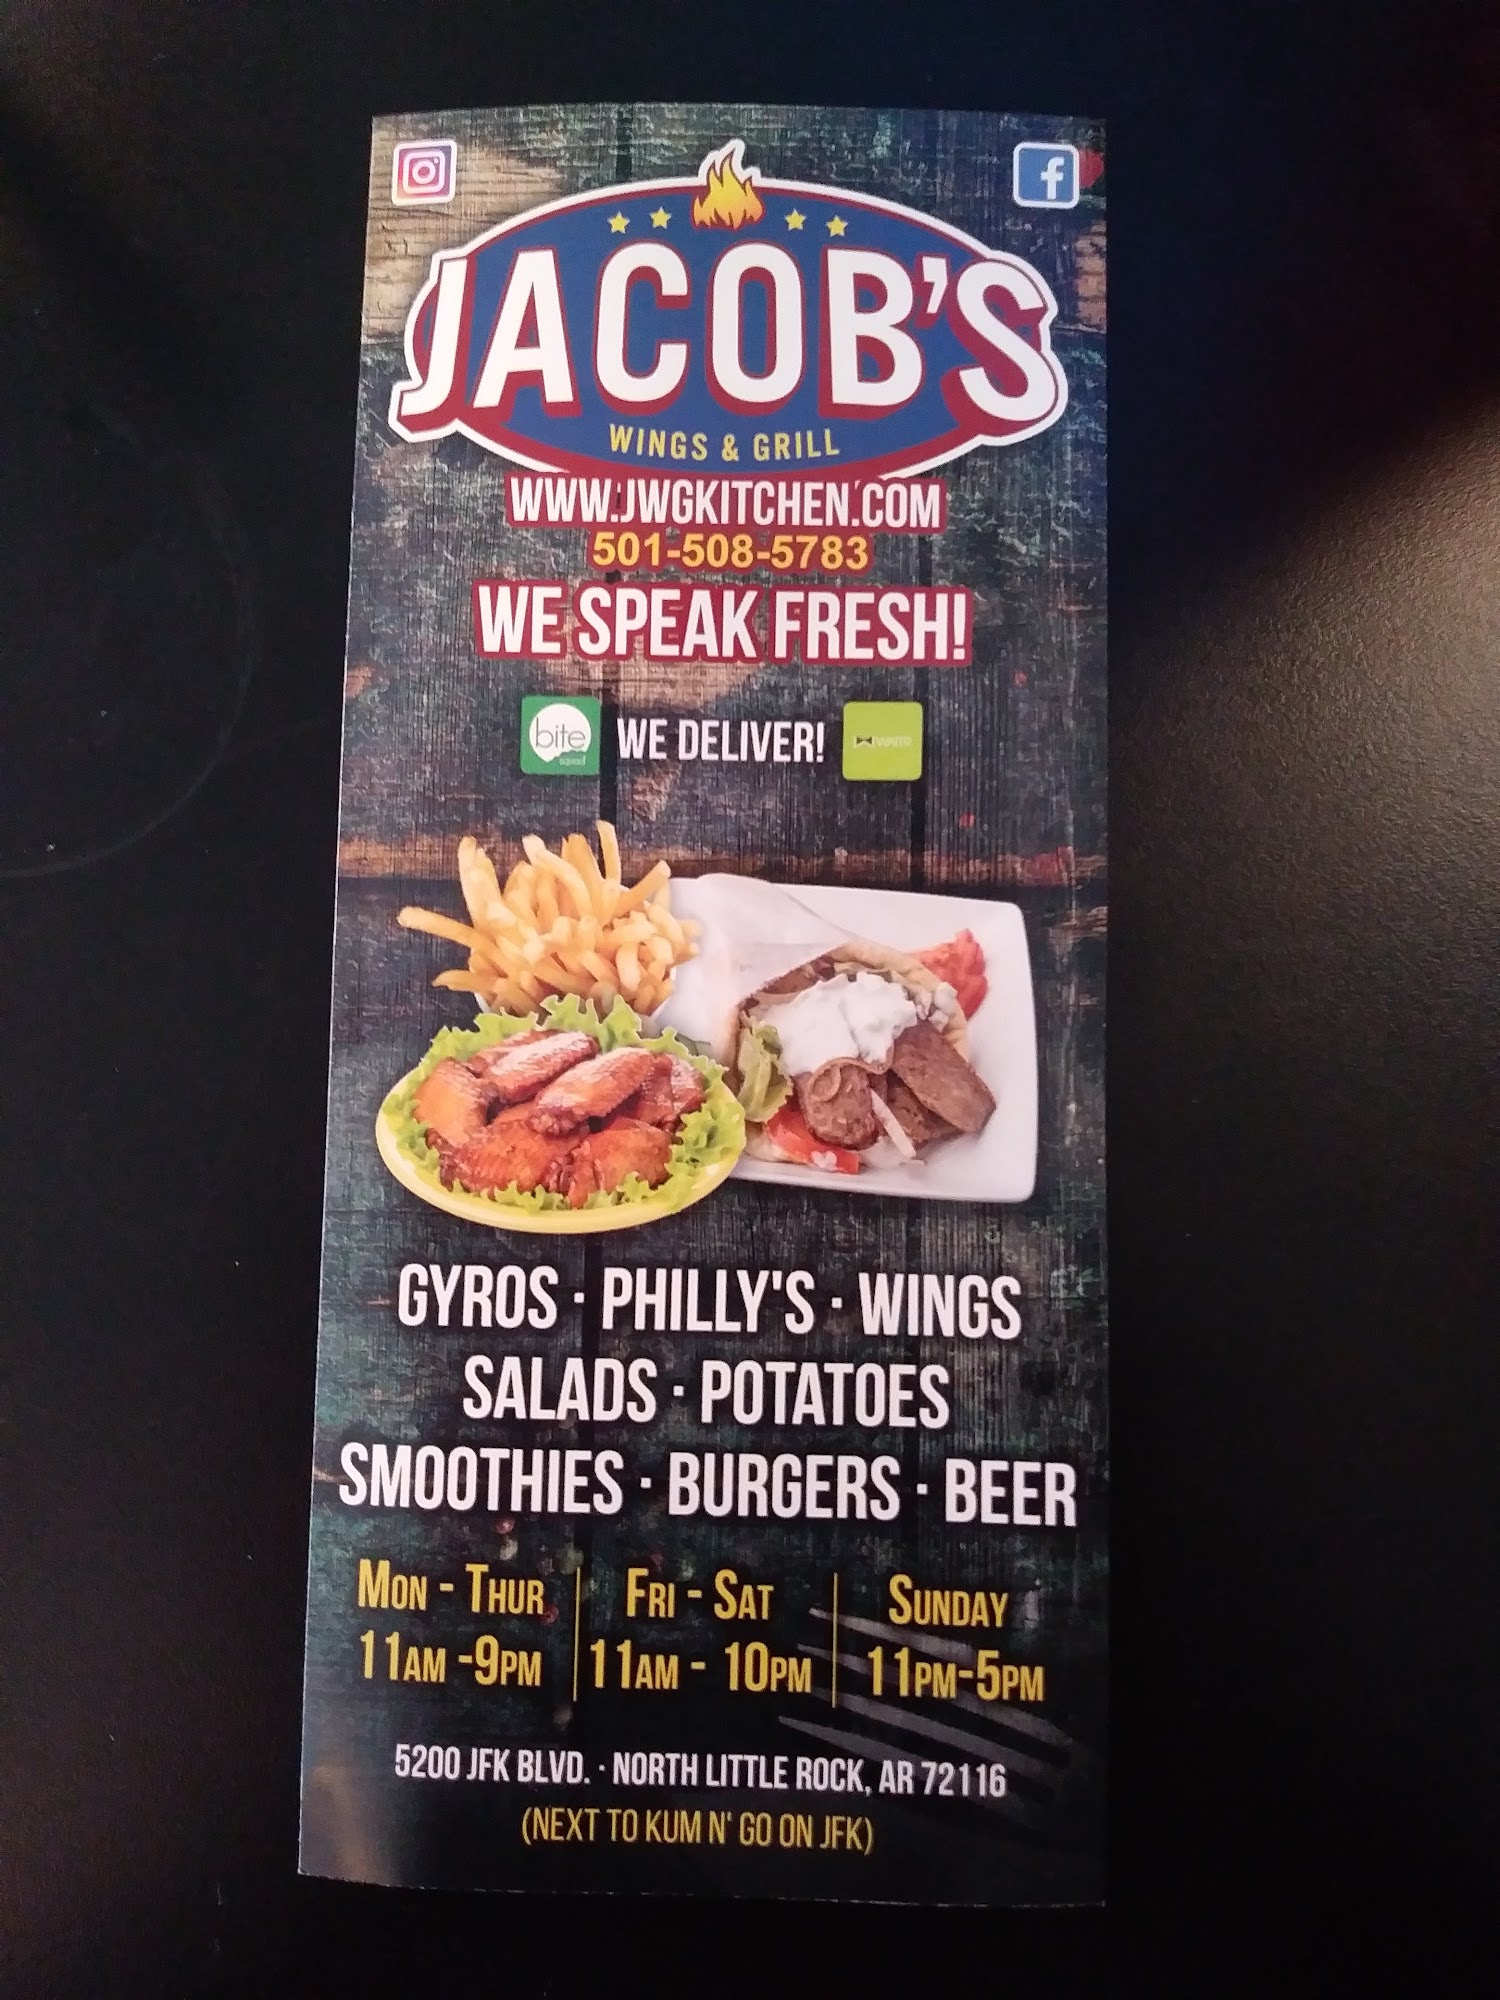 JACOB'S
WINGS & GRILL
WWW.JWGKITCHEN.COM
501-508-5783
WE SPEAK FRESH!
bite
squad
WE DELIVER!
WAITR
GYROS · PHILLY'S · WINGS
SALADS · POTATOES
SMOOTHIES · BURGERS · BEER
MON - THUR
11AM -9PM
FRI - SAT
11AM - 10PM
SUNDAY
11PM-5PM
5200 JFK BLVD. · NORTH LITTLE ROCK, AR 72116
(NEXT TO KUM N' GO ON JFK)